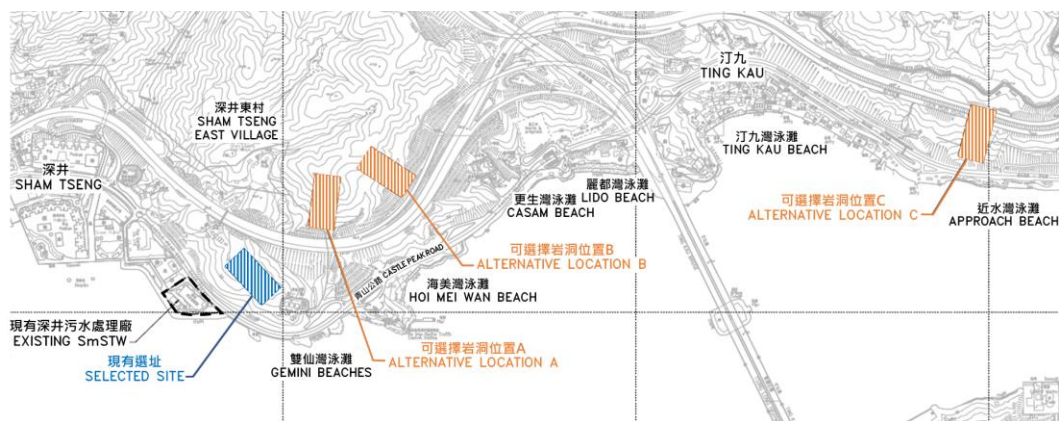 汀九
TING KAU
深井東村
SHAM TSENG
EAST VILLAGE
汀九灣泳灘
TING KAU BEACH
深井
SHAM TSENG
麗都灣泳灘
LIDO BEACH
更生灣泳灘
CASAM BEACH
可選擇岩洞位置C
ALTERNATIVE LOCATION C
近水灣泳灘
APPROACH BEACH
可選擇岩洞位置B
ALTERNATIVE LOCATION B
青山公路 CASTLE PEAK ROAD
海美灣泳灘
HOI MEI WAN BEACH
現有深井污水處理廠
EXISTING SmSTW
現有選址
SELECTED SITE
雙仙灣泳灘
GEMINI BEACHES
可選擇岩洞位置A
ALTERNATIVE LOCATION A